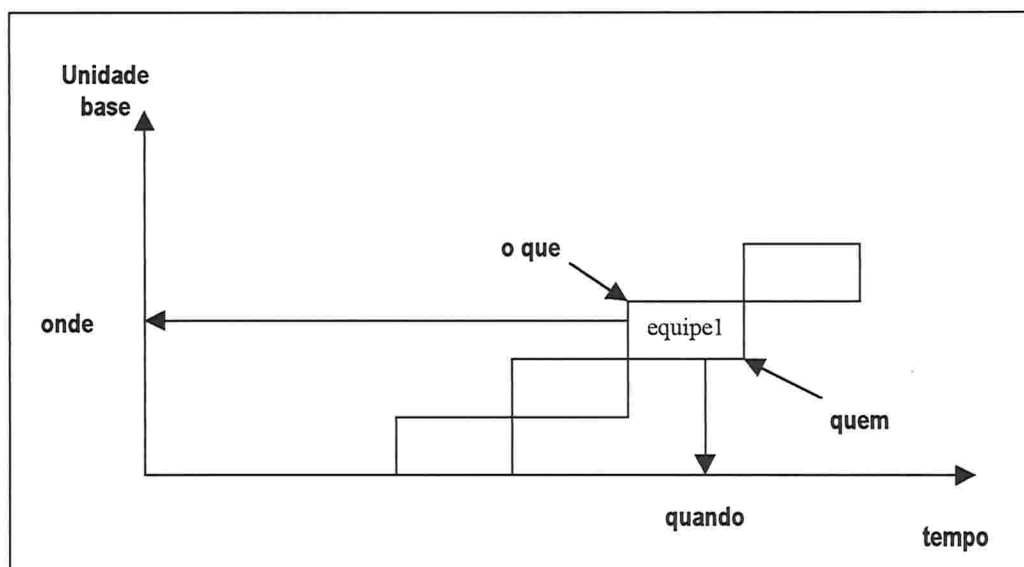 Unidade
base
o que
onde
equipe1
quem
quando
tempo